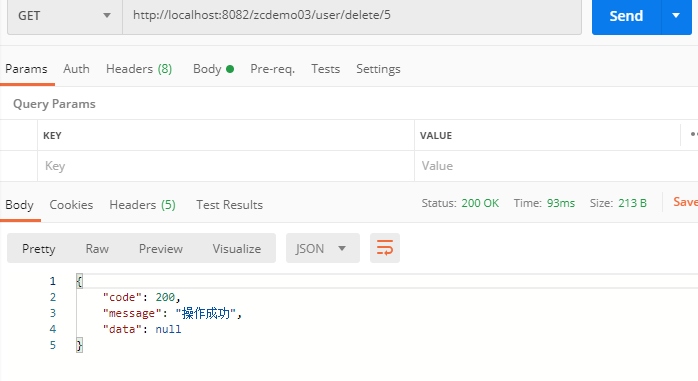 GET http://localhost:8082/zcdemo03/user/delete/5 Send
Params Auth Headers (8) Body Pre-req. Tests Settings
Query Params
KEY VALUE
Key Value
Body Cookies Headers (5) Test Results Status: 200 OK Time: 93ms Size: 213 B Save
Pretty Raw Preview Visualize JSON
1 {
2 "code": 200,
3 "message": "操作成功",
4 "data": null
5 }